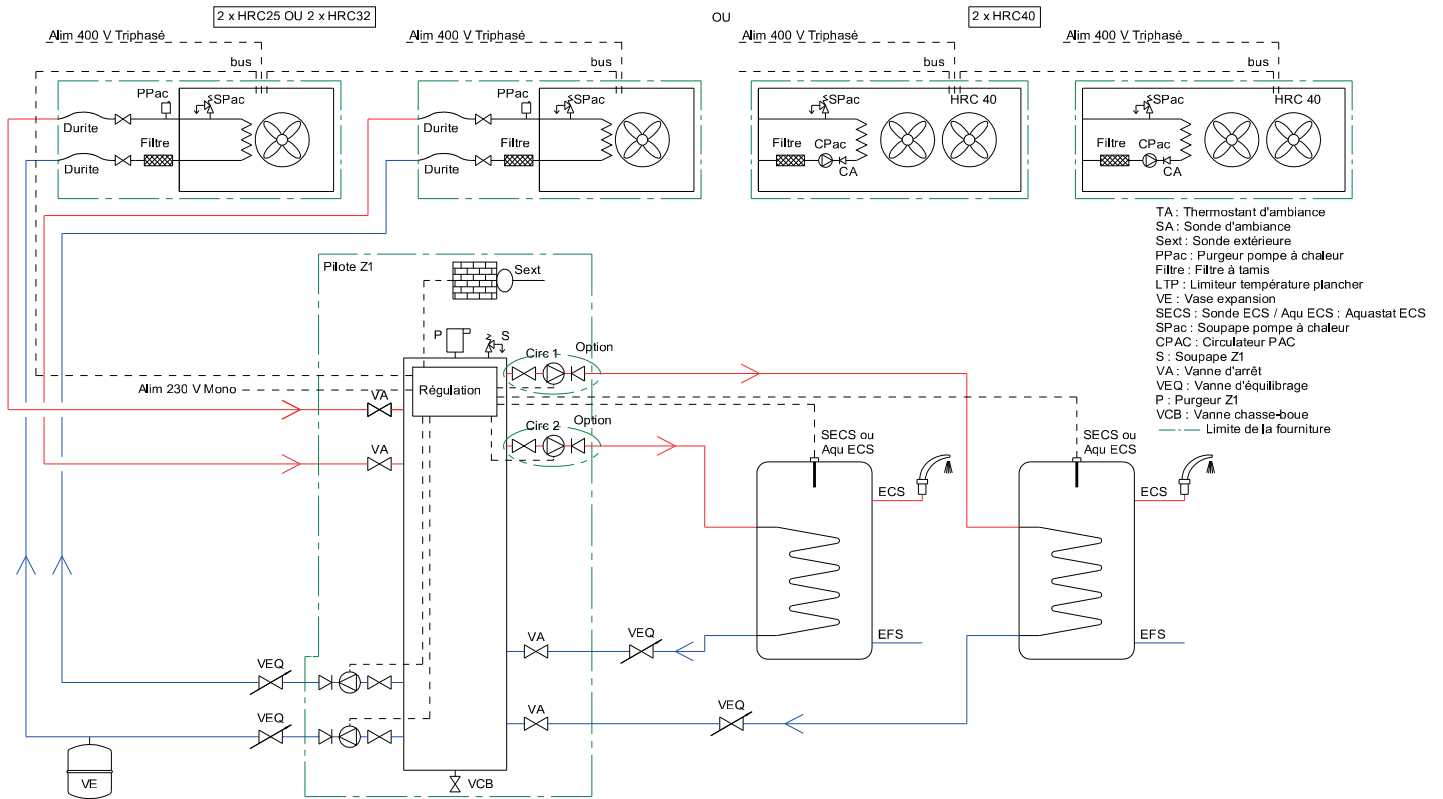 2 x HRC25 OU 2 x HRC32
OU
2 x HRC40
Alim 400 V Triphasé
Alim 400 V Triphasé
Alim 400 V Triphasé
Alim 400 V Triphasé
bus
bus
bus
bus
PPac
SPac
Durite
Durite
Filtre
PPac
SPac
Durite
Durite
Filtre
SPac
HRC 40
Filtre
CPac
CA
SPac
HRC 40
Filtre
CPac
CA
TA : Thermostant d'ambiance
SA : Sonde d'ambiance
Sext : Sonde extérieure
PPac : Purgeur pompe à chaleur
Filtre : Filtre à tamis
LTP : Limiteur température plancher
VE : Vase expansion
SECS : Sonde ECS / Aqu ECS : Aquastat ECS
SPac : Soupape pompe à chaleur
CPAC : Circulateur PAC
S : Soupape Z1
VA : Vanne d'arrêt
VEQ : Vanne d'équilibrage
P : Purgeur Z1
VCB : Vanne chasse-boue
Limite de la fourniture
Pilote Z1
Sext
P
S
Circ 1
Option
Alim 230 V Mono
VA
Régulation
Circ 2
Option
VA
SECS ou
Aqu ECS
SECS ou
Aqu ECS
ECS
ECS
EFS
EFS
VA
VEQ
VEQ
VA
VEQ
VEQ
VE
VCB